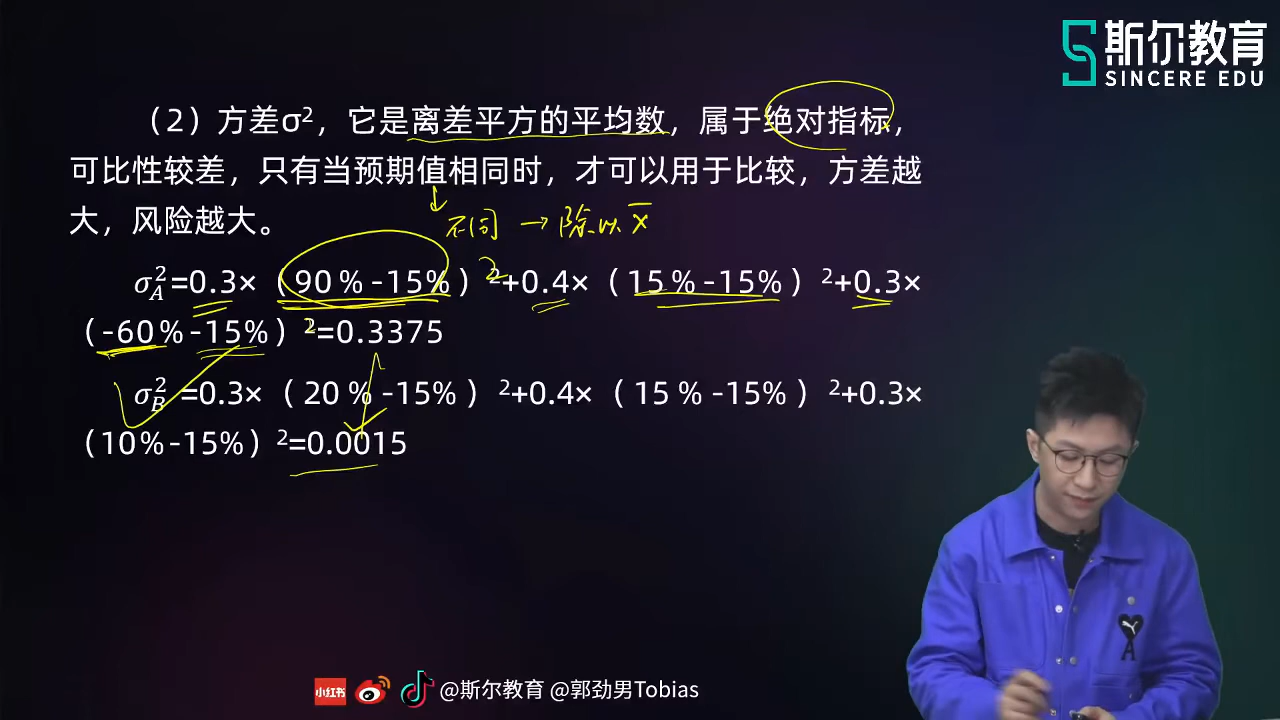 斯尔教育
SINCERE EDU
（2）方差σ²，它是离差平方的平均数，属于绝对指标，
可比性较差，只有当预期值相同时，才可以用于比较，方差越
大，风险越大。
不同 → 除以 x̄
σ²_A=0.3×（90%-15%）²+0.4×（15%-15%）²+0.3×
（-60%-15%）²=0.3375
σ²_B=0.3×（20%-15%）²+0.4×（15%-15%）²+0.3×
（10%-15%）²=0.0015
A
小红书 @斯尔教育 @郭劲男Tobias